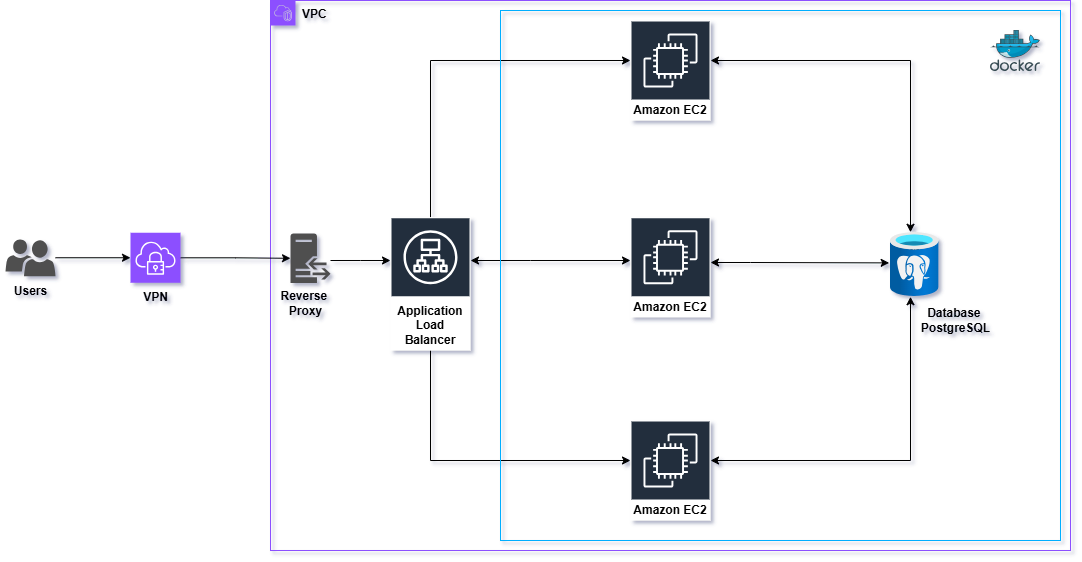 VPC
docker
Amazon EC2
Users
VPN
Reverse
Proxy
Application
Load
Balancer
Amazon EC2
Database
PostgreSQL
Amazon EC2